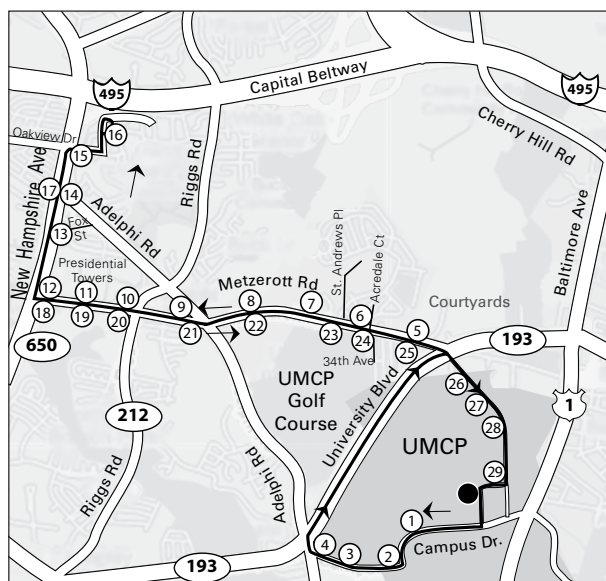 495
Capital Beltway
495
Oakview Dr
16
15
Riggs Rd
Cherry Hill Rd
New Hampshire Ave
17
14
Adelphi Rd
13
Fox
St
Presidential
Towers
12
11
10
9
8
7
6
5
Metzerott Rd
St. Andrews Pl
Acredale Ct
Courtyards
Baltimore Ave
18
19
20
21
22
23
24
25
34th Ave
193
650
212
UMCP
Golf
Course
University Blvd
26
27
28
29
UMCP
1
Riggs Rd
Adelphi Rd
1
4
3
2
Campus Dr.
193